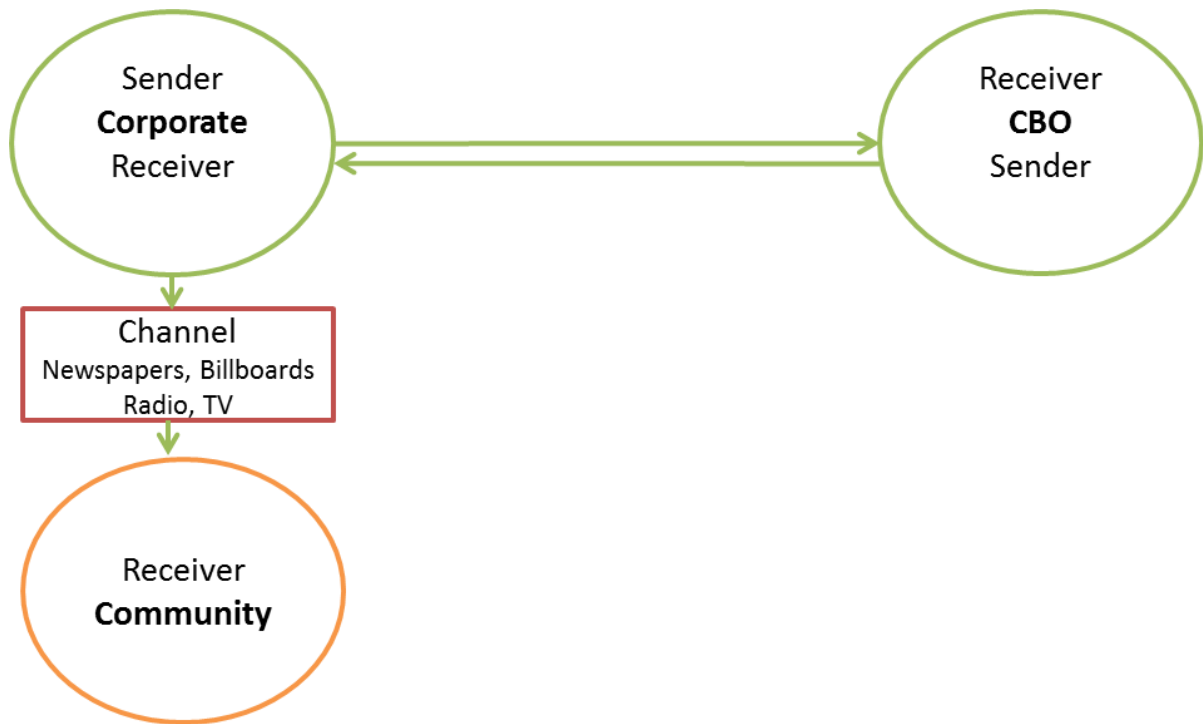 Sender
Corporate
Receiver
Receiver
CBO
Sender
Channel
Newspapers, Billboards
Radio, TV
Receiver
Community